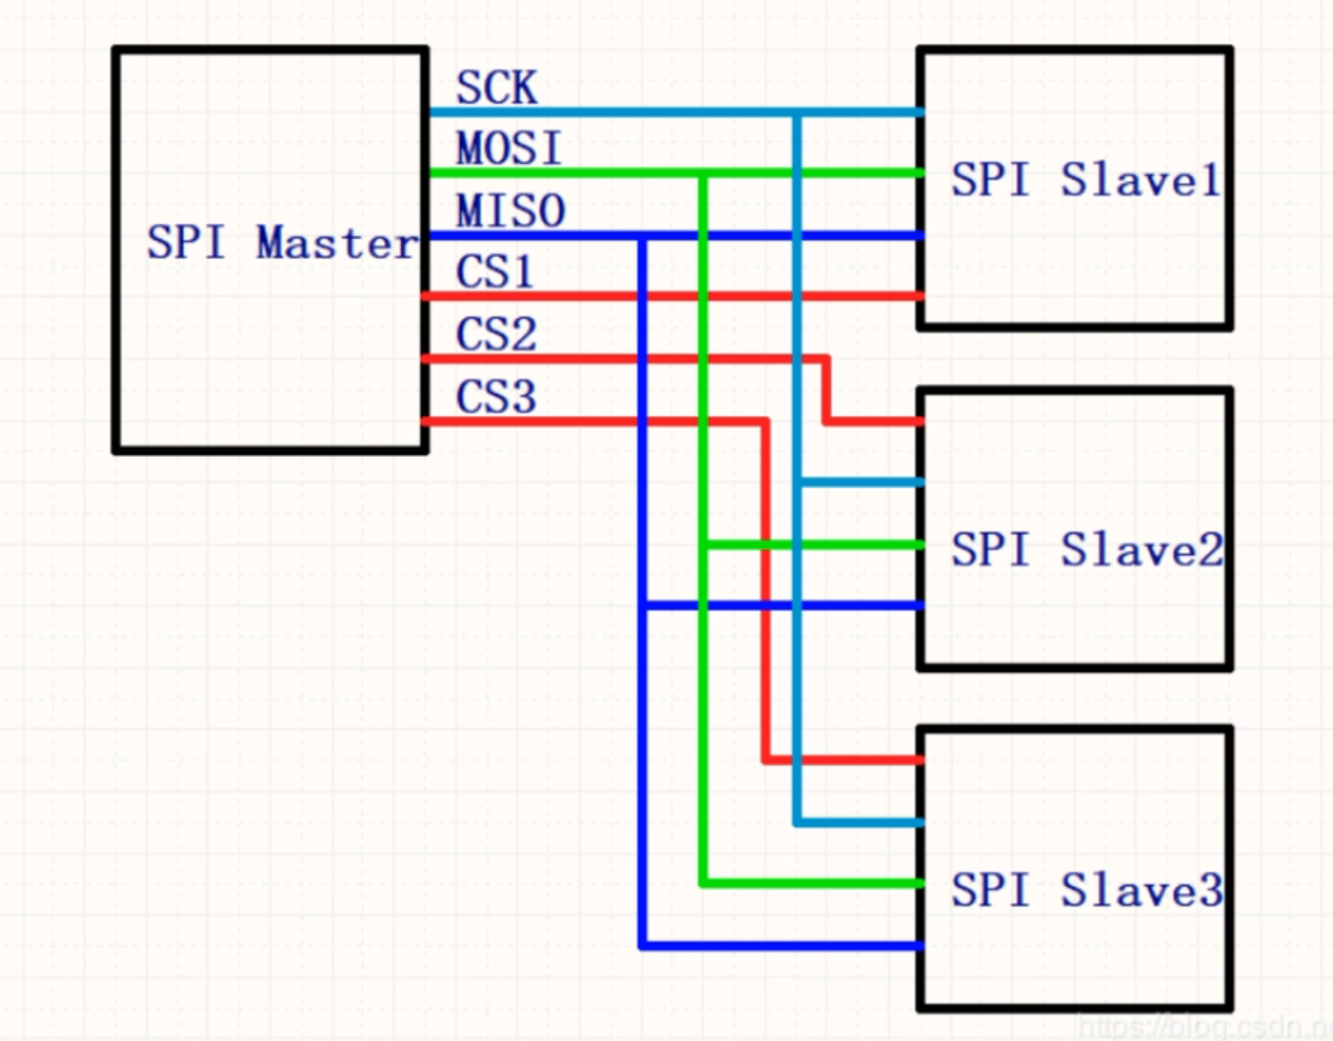 SCK
MOSI
MISO
SPI Master
CS1
CS2
CS3
SPI Slave1
SPI Slave2
SPI Slave3
https://blog.csdn.n